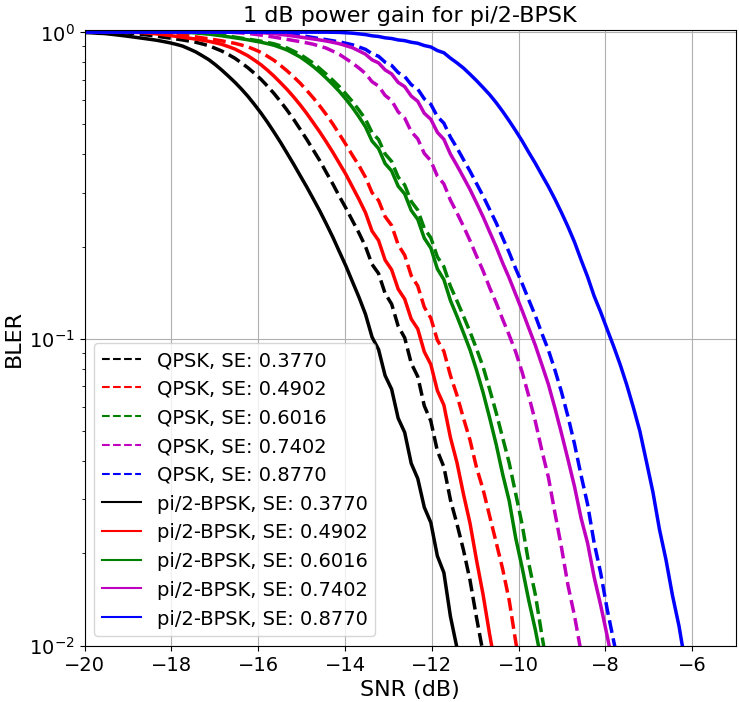 1 dB power gain for pi/2-BPSK
10⁰
10⁻¹
10⁻²
BLER
QPSK, SE: 0.3770
QPSK, SE: 0.4902
QPSK, SE: 0.6016
QPSK, SE: 0.7402
QPSK, SE: 0.8770
pi/2-BPSK, SE: 0.3770
pi/2-BPSK, SE: 0.4902
pi/2-BPSK, SE: 0.6016
pi/2-BPSK, SE: 0.7402
pi/2-BPSK, SE: 0.8770
−20 −18 −16 −14 −12 −10 −8 −6
SNR (dB)